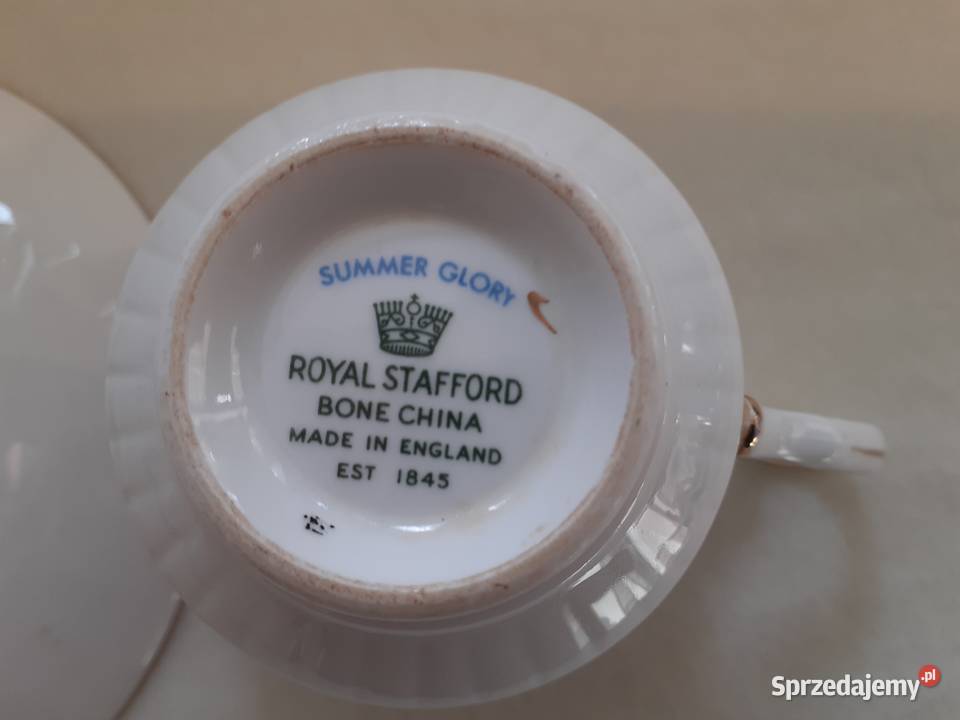 SUMMER GLORY
ROYAL STAFFORD
BONE CHINA
MADE IN ENGLAND
EST 1845
Sprzedajemy.pl